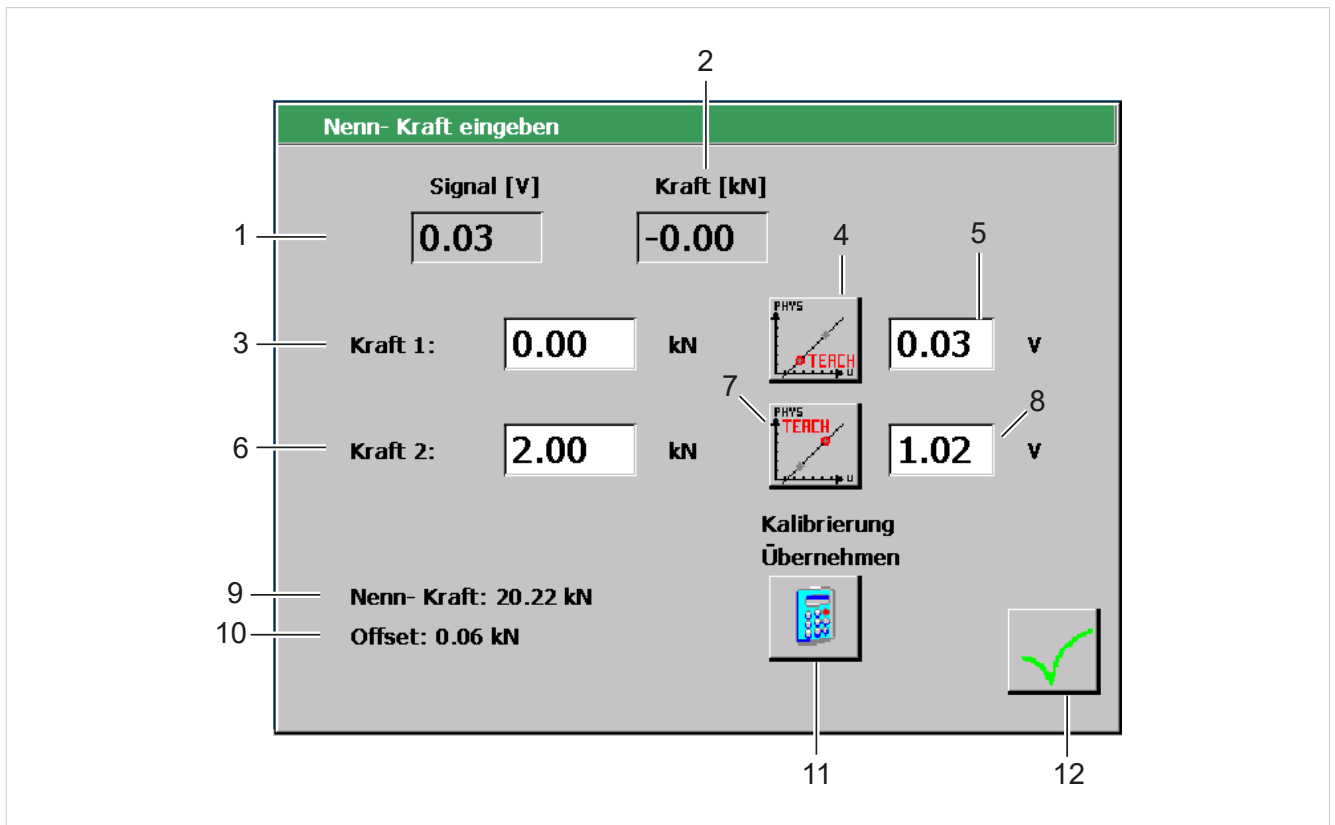 2
Nenn- Kraft eingeben
Signal [V] Kraft [kN]
1 0.03 -0.00 4 5
3 Kraft 1: 0.00 kN PHYS TEACH U 0.03 V
7 8
6 Kraft 2: 2.00 kN PHYS TEACH U 1.02 V
Kalibrierung
Übernehmen
9 Nenn- Kraft: 20.22 kN
10 Offset: 0.06 kN
11 12